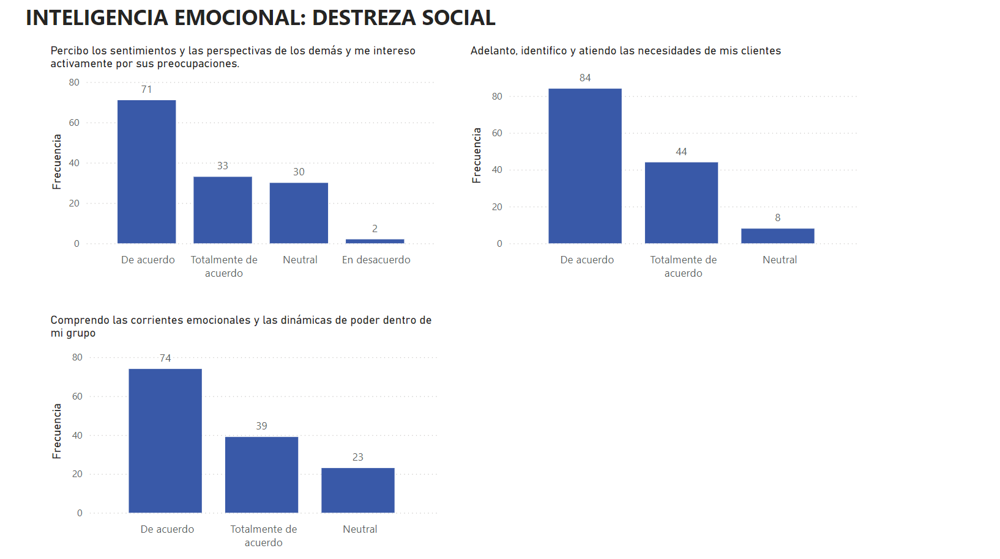 INTELIGENCIA EMOCIONAL: DESTREZA SOCIAL
Percibo los sentimientos y las perspectivas de los demás y me intereso
activamente por sus preocupaciones.
Frecuencia
80
60
40
20
0
71
33
30
2
De acuerdo
Totalmente de
acuerdo
Neutral
En desacuerdo
Adelanto, identifico y atiendo las necesidades de mis clientes
Frecuencia
80
60
40
20
0
84
44
8
De acuerdo
Totalmente de
acuerdo
Neutral
Comprendo las corrientes emocionales y las dinámicas de poder dentro de
mi grupo
Frecuencia
80
60
40
20
0
74
39
23
De acuerdo
Totalmente de
acuerdo
Neutral